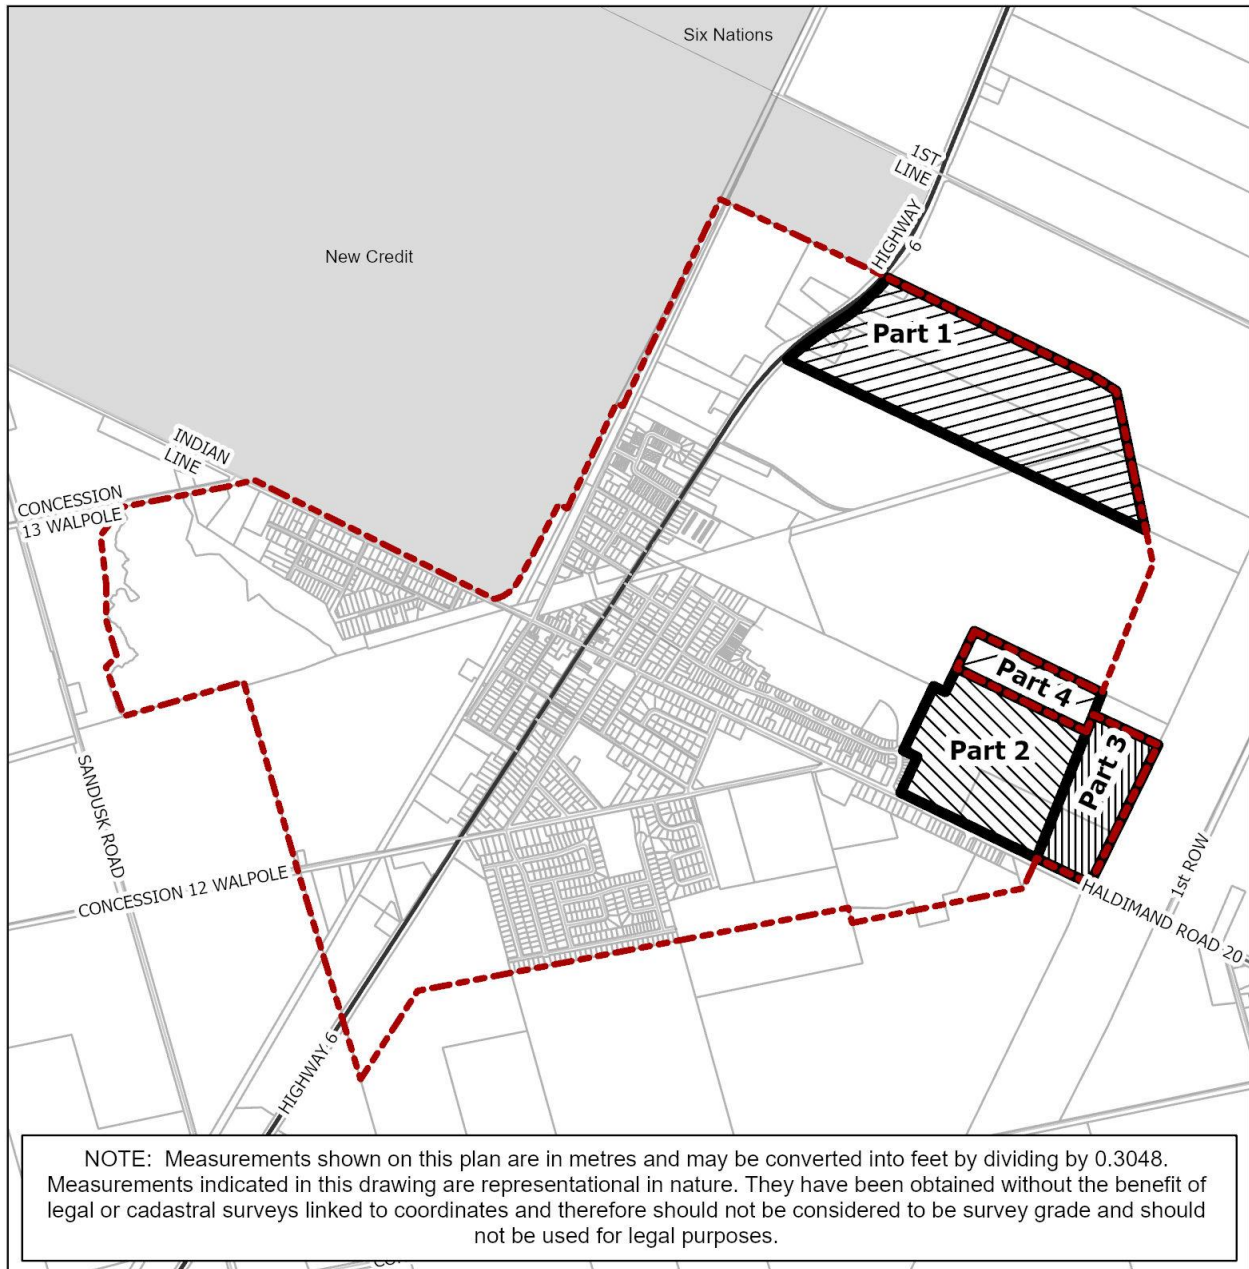 Six Nations
1ST
LINE
HIGHWAY
6
New Credit
Part 1
INDIAN
LINE
CONCESSION
13 WALPOLE
Part 4
Part 2
Part 3
SANDUSK ROAD
1st ROW
CONCESSION 12 WALPOLE
HALDIMAND ROAD 20
HIGHWAY 6
NOTE:  Measurements shown on this plan are in metres and may be converted into feet by dividing by 0.3048.
Measurements indicated in this drawing are representational in nature. They have been obtained without the benefit of
legal or cadastral surveys linked to coordinates and therefore should not be considered to be survey grade and should
not be used for legal purposes.